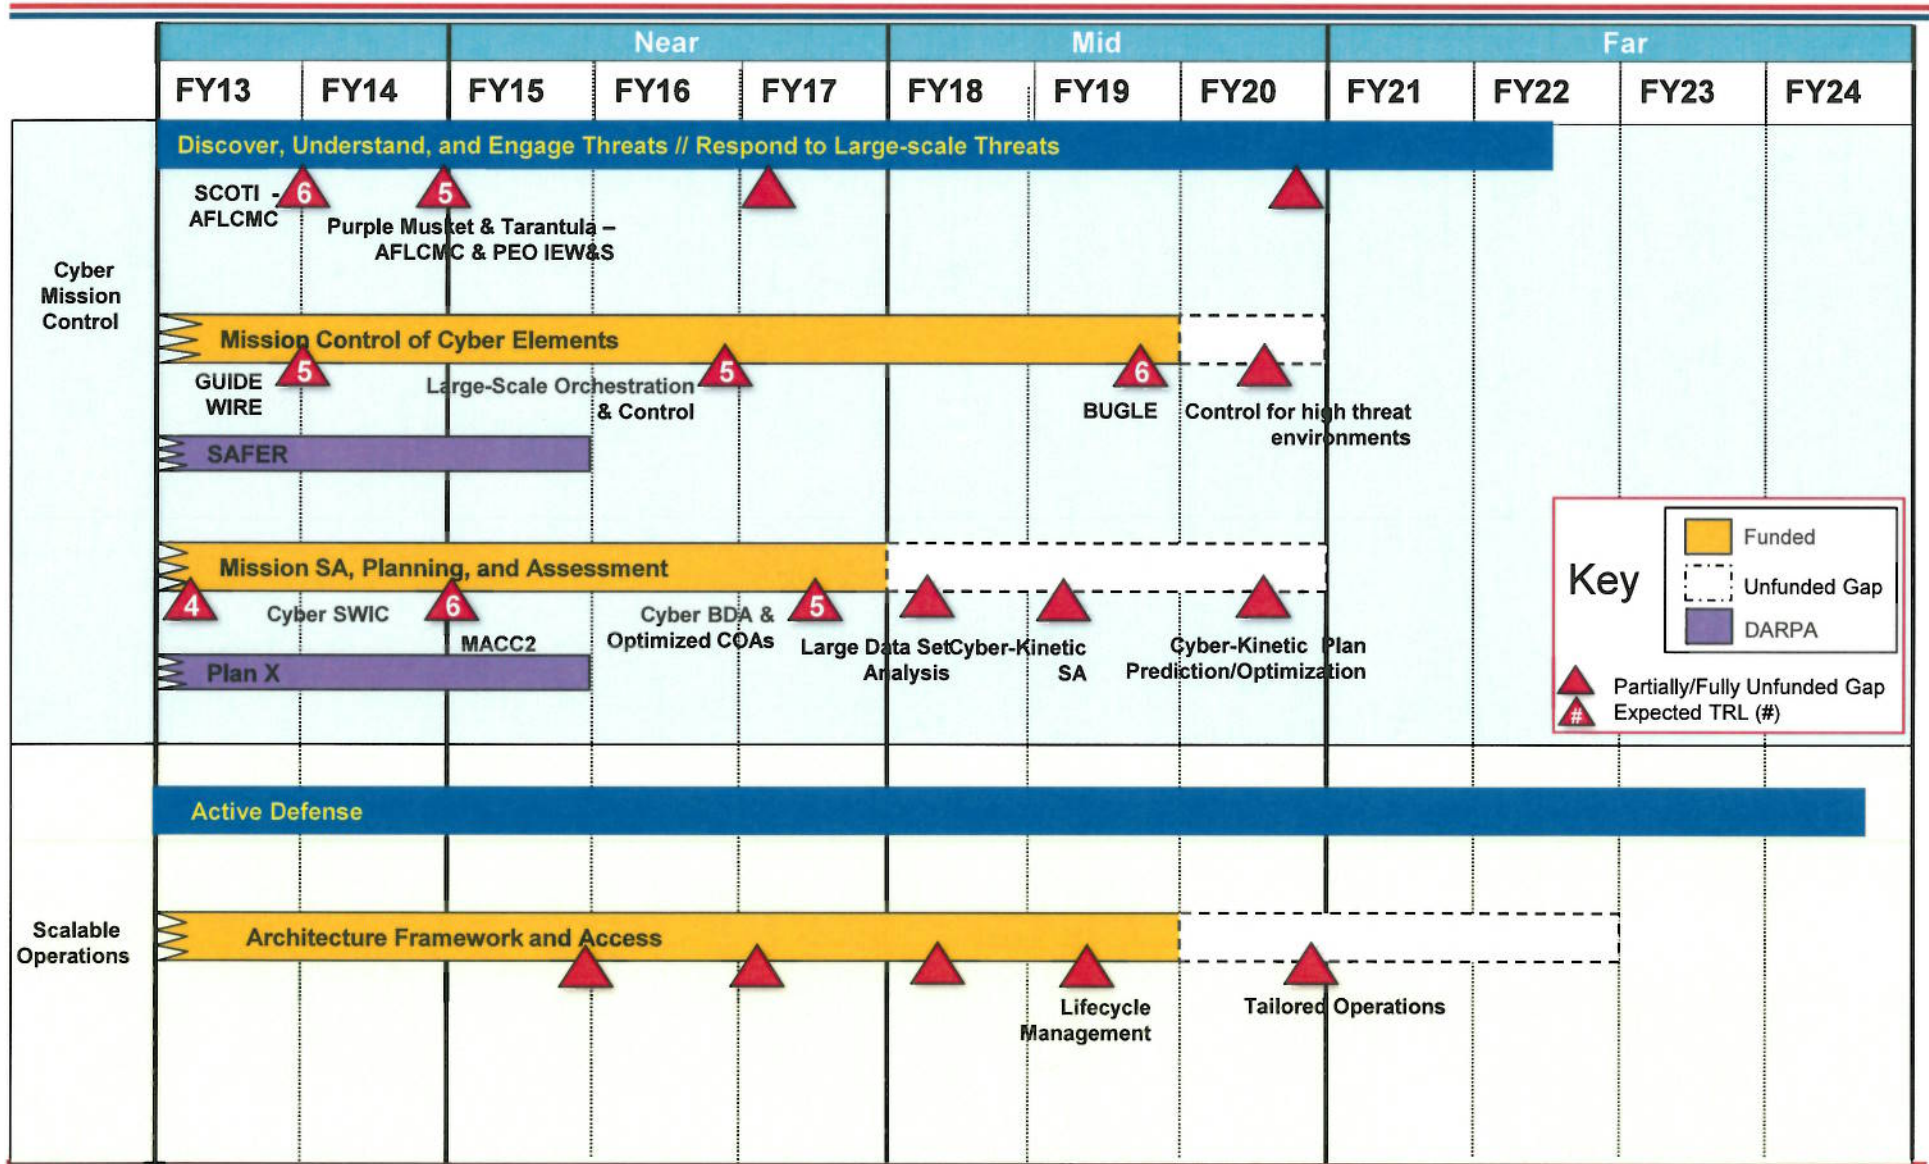 Near
Mid
Far
FY13
FY14
FY15
FY16
FY17
FY18
FY19
FY20
FY21
FY22
FY23
FY24
Cyber
Mission
Control
Discover, Understand, and Engage Threats // Respond to Large-scale Threats
SCOTI -
AFLCMC
6
5
Purple Musket & Tarantula –
AFLCMC & PEO IEW&S
Mission Control of Cyber Elements
GUIDE
WIRE
5
Large-Scale Orchestration
& Control
5
6
BUGLE
Control for high threat
environments
SAFER
Mission SA, Planning, and Assessment
4
Cyber SWIC
6
MACC2
Cyber BDA &
Optimized COAs
5
Large Data Set
Analysis
Cyber-Kinetic
SA
Cyber-Kinetic Plan
Prediction/Optimization
Plan X
Key
Funded
Unfunded Gap
DARPA
Partially/Fully Unfunded Gap
#
Expected TRL (#)
Scalable
Operations
Active Defense
Architecture Framework and Access
Lifecycle
Management
Tailored Operations